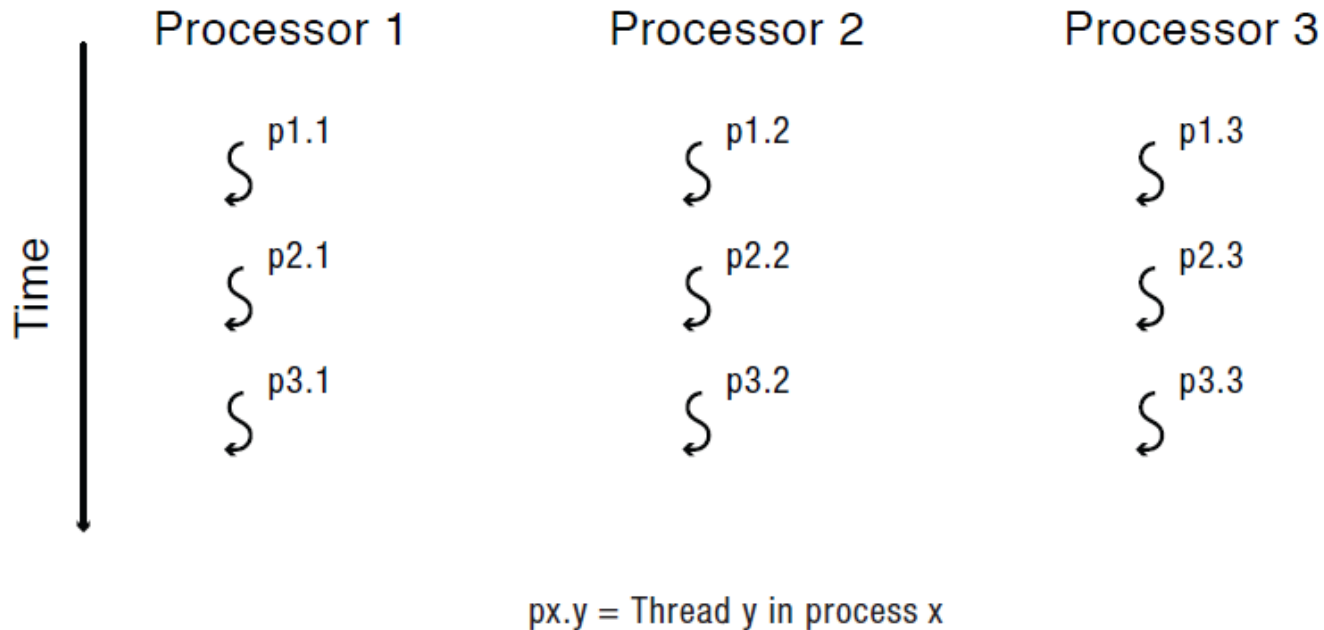 Processor 1 Processor 2 Processor 3
p1.1 p1.2 p1.3
p2.1 p2.2 p2.3
Time
p3.1 p3.2 p3.3
px.y = Thread y in process x